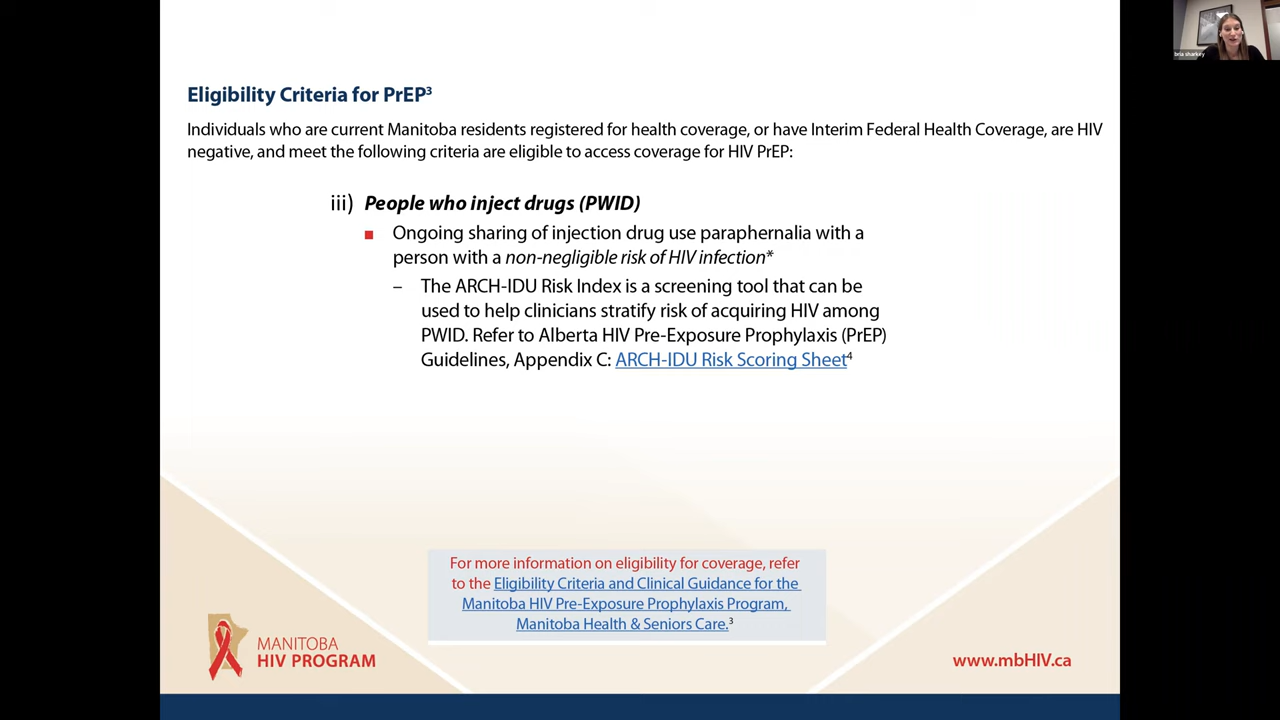 bria sharkey
Eligibility Criteria for PrEP³
Individuals who are current Manitoba residents registered for health coverage, or have Interim Federal Health Coverage, are HIV
negative, and meet the following criteria are eligible to access coverage for HIV PrEP:
iii) People who inject drugs (PWID)
■ Ongoing sharing of injection drug use paraphernalia with a
person with a non-negligible risk of HIV infection*
– The ARCH-IDU Risk Index is a screening tool that can be
used to help clinicians stratify risk of acquiring HIV among
PWID. Refer to Alberta HIV Pre-Exposure Prophylaxis (PrEP)
Guidelines, Appendix C: ARCH-IDU Risk Scoring Sheet⁴
For more information on eligibility for coverage, refer
to the Eligibility Criteria and Clinical Guidance for the
Manitoba HIV Pre-Exposure Prophylaxis Program,
Manitoba Health & Seniors Care.³
MANITOBA
HIV PROGRAM
www.mbHIV.ca